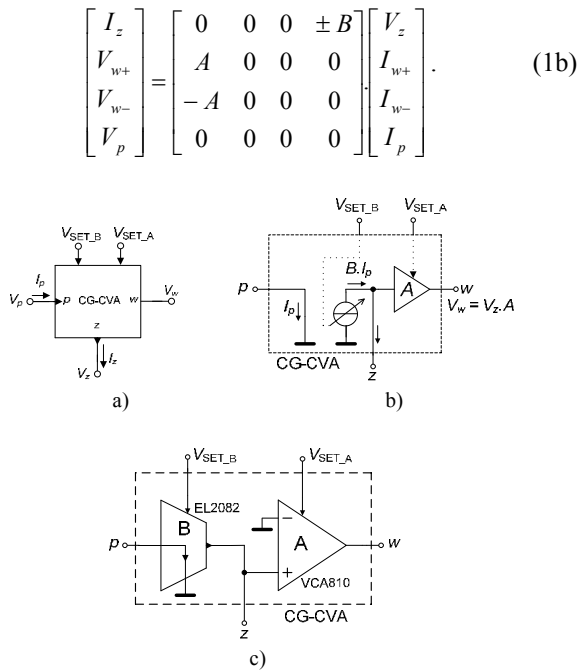 [I_z V_w+ V_w- V_p] = [0 0 0 ±B; A 0 0 0; −A 0 0 0; 0 0 0 0] . [V_z I_w+ I_w- I_p] . (1b)
V_SET_B V_SET_A
I_p
V_p p CG-CVA w V_w
z
I_z
V_z
a)
V_SET_B V_SET_A
B.I_p
p I_p A w
V_w = V_z.A
CG-CVA
z
b)
V_SET_B V_SET_A
EL2082
B − A
p w
+
VCA810
CG-CVA
z
c)